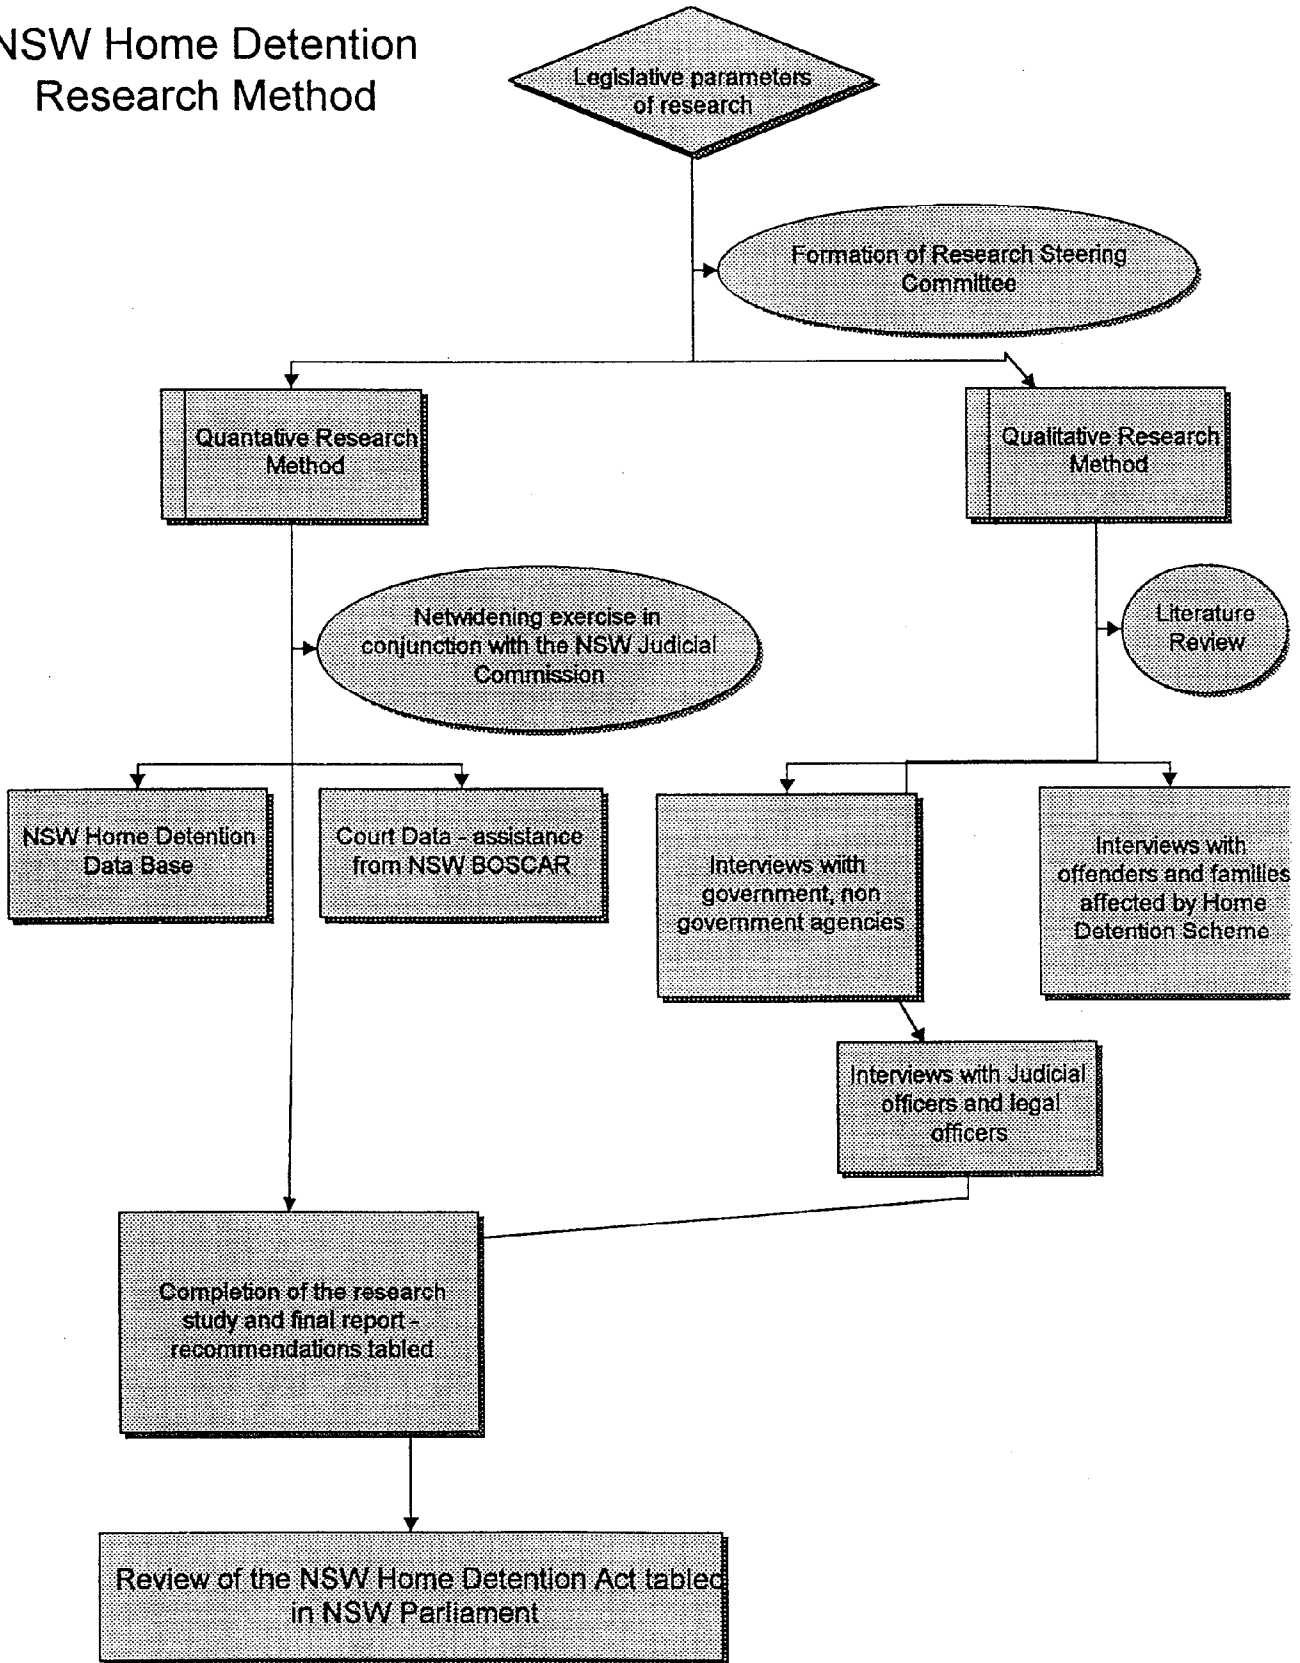 NSW Home Detention
Research Method
Legislative parameters
of research
Formation of Research Steering
Committee
Quantative Research
Method
Qualitative Research
Method
Netwidening exercise in
conjunction with the NSW Judicial
Commission
Literature
Review
NSW Home Detention
Data Base
Court Data - assistance
from NSW BOSCAR
Interviews wiith
government, non
government agencies
Interviews with
offenders and families
affected by Home
Detention Scheme
Interviews with Judicial
officers and legal
officers
Completion of the research
study and final report -
recommendations tabled
Review of the NSW Home Detention Act tabled
in NSW Parliament